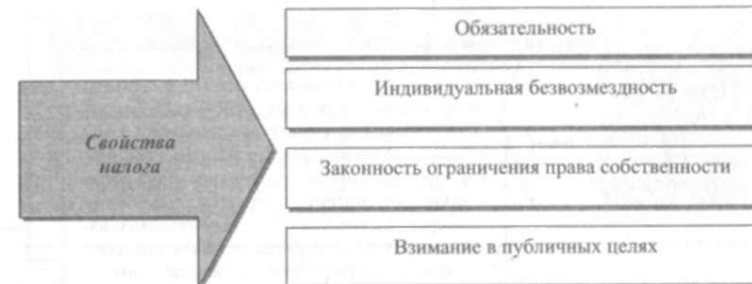 Обязательность
Индивидуальная безвозмездность
Свойства
налога
Законность ограничения права собственности
Взимание в публичных целях